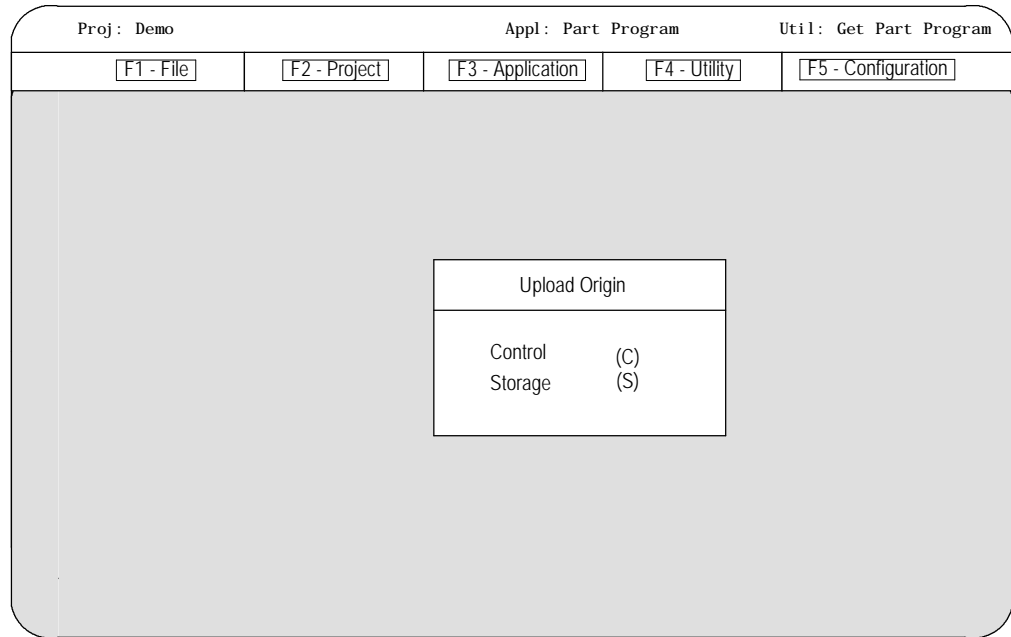 Proj: Demo Appl: Part Program Util: Get Part Program
F1 - File F2 - Project F3 - Application F4 - Utility F5 - Configuration
Upload Origin
Control (C)
Storage (S)